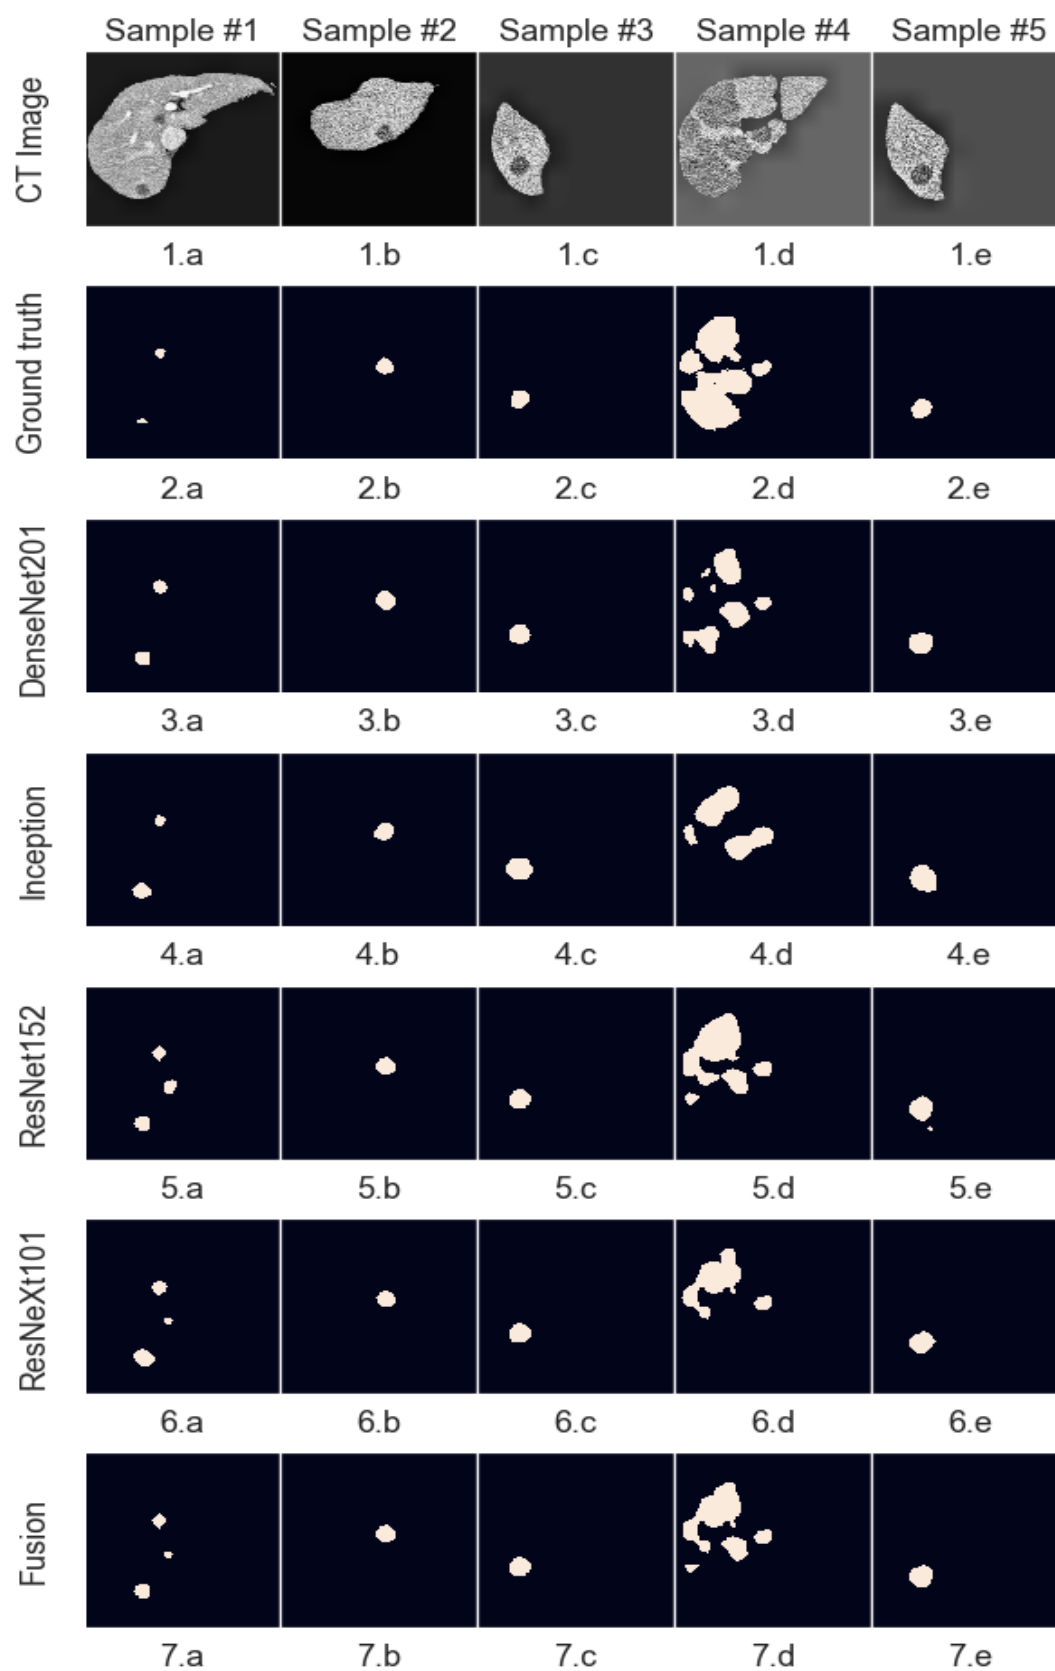 Sample #1 Sample #2 Sample #3 Sample #4 Sample #5
CT Image
1.a 1.b 1.c 1.d 1.e
Ground truth
2.a 2.b 2.c 2.d 2.e
DenseNet201
3.a 3.b 3.c 3.d 3.e
Inception
4.a 4.b 4.c 4.d 4.e
ResNet152
5.a 5.b 5.c 5.d 5.e
ResNeXt101
6.a 6.b 6.c 6.d 6.e
Fusion
7.a 7.b 7.c 7.d 7.e